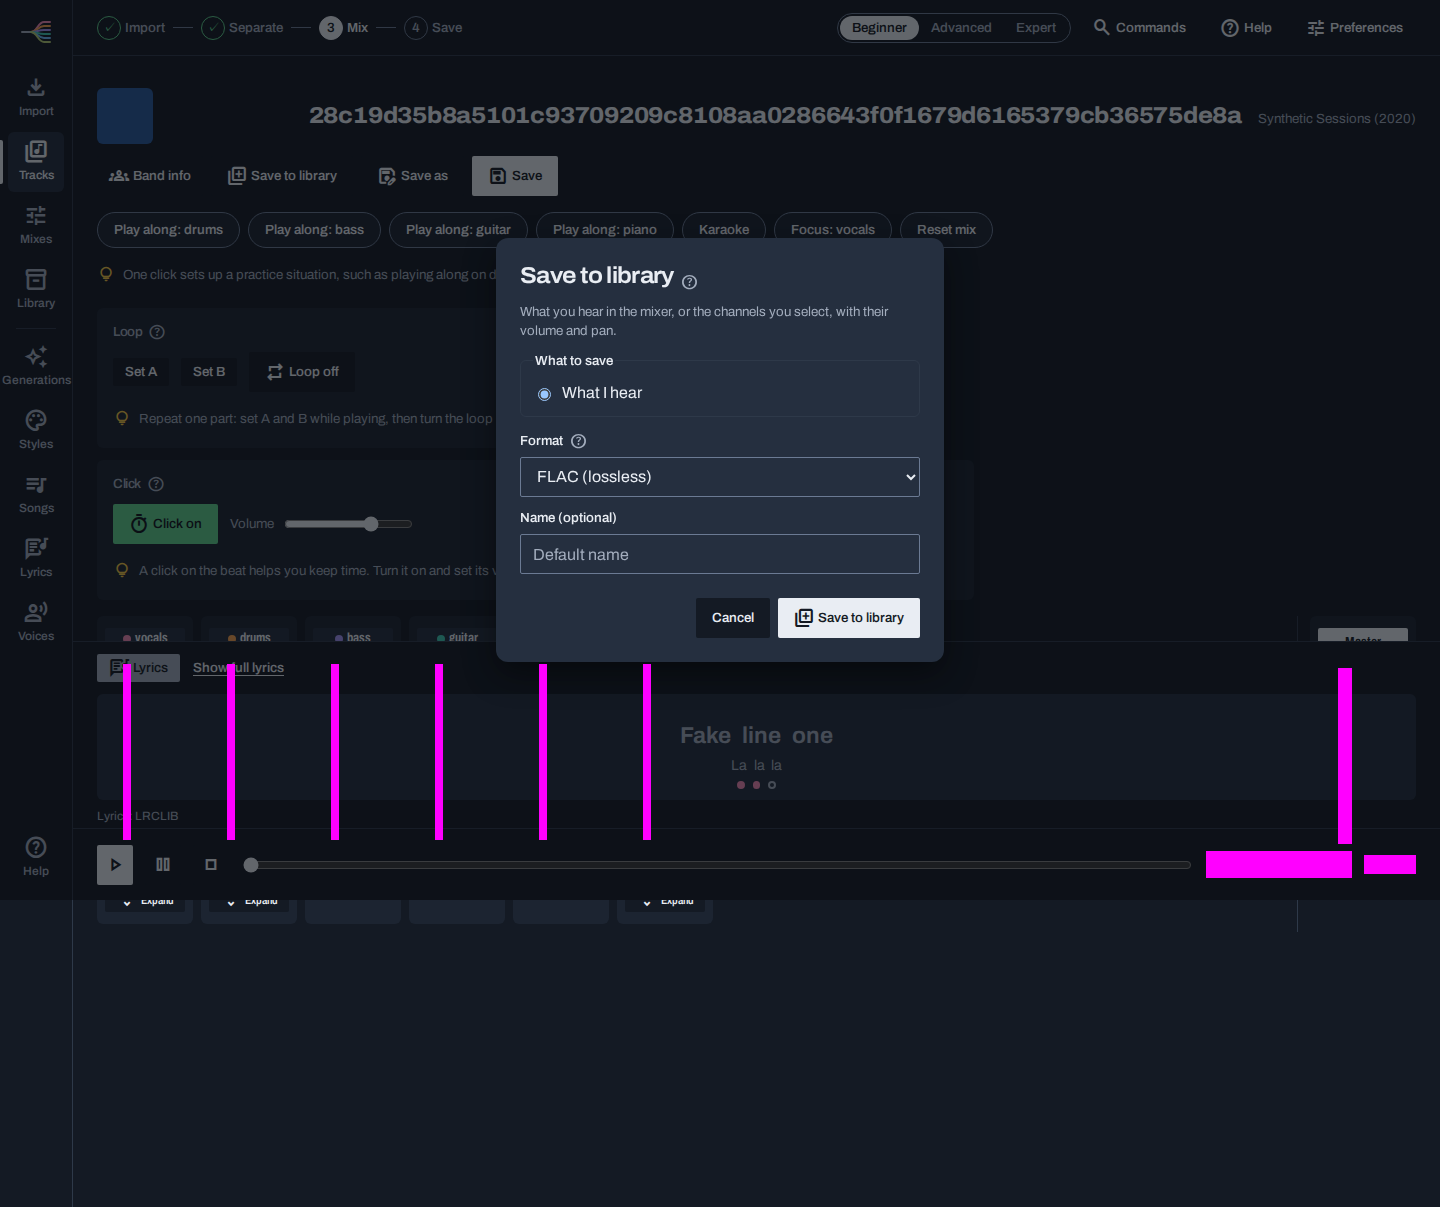 Import
Separate
3 Mix
4 Save
Beginner
Advanced
Expert
Commands
Help
Preferences
Import
Tracks
Mixes
Library
Generations
Styles
Songs
Lyrics
Voices
Help
28c19d35b8a5101c93709209c8108aa0286643f0f1679d6165379cb36575de8a
Synthetic Sessions (2020)
Band info
Save to library
Save as
Save
Play along: drums
Play along: bass
Play along: guitar
Play along: piano
Karaoke
Focus: vocals
Reset mix
One click sets up a practice situation, such as playing along on d
Loop
Set A
Set B
Loop off
Repeat one part: set A and B while playing, then turn the loop
Click
Click on
Volume
A click on the beat helps you keep time. Turn it on and set its v
vocals
drums
bass
guitar
Master
Save to library
What you hear in the mixer, or the channels you select, with their
volume and pan.
What to save
What I hear
Format
FLAC (lossless)
Name (optional)
Default name
Cancel
Save to library
Lyrics
Show full lyrics
Fake line one
La la la
LRCLIB
Expand
Expand
Expand